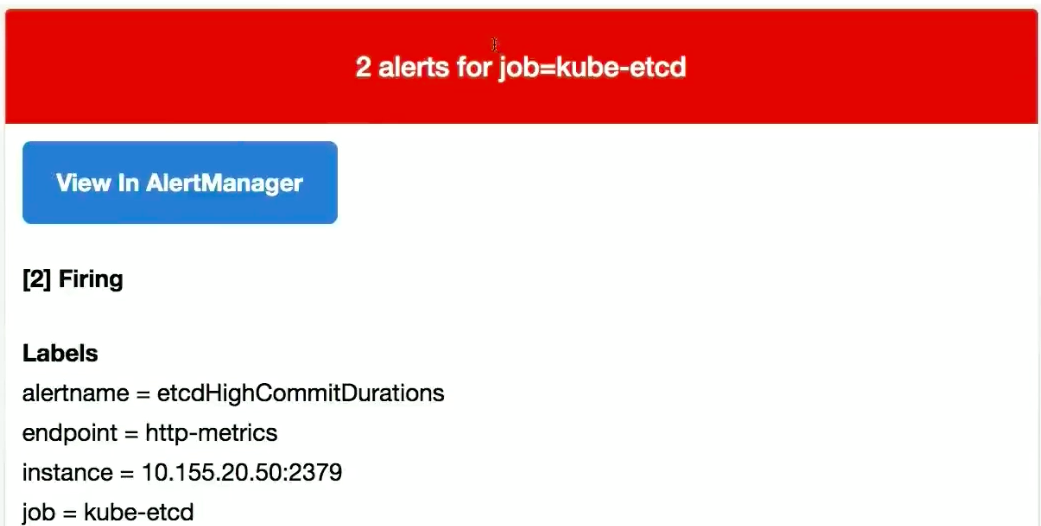 2 alerts for job=kube-etcd
View In AlertManager
[2] Firing
Labels
alertname = etcdHighCommitDurations
endpoint = http-metrics
instance = 10.155.20.50:2379
job = kube-etcd